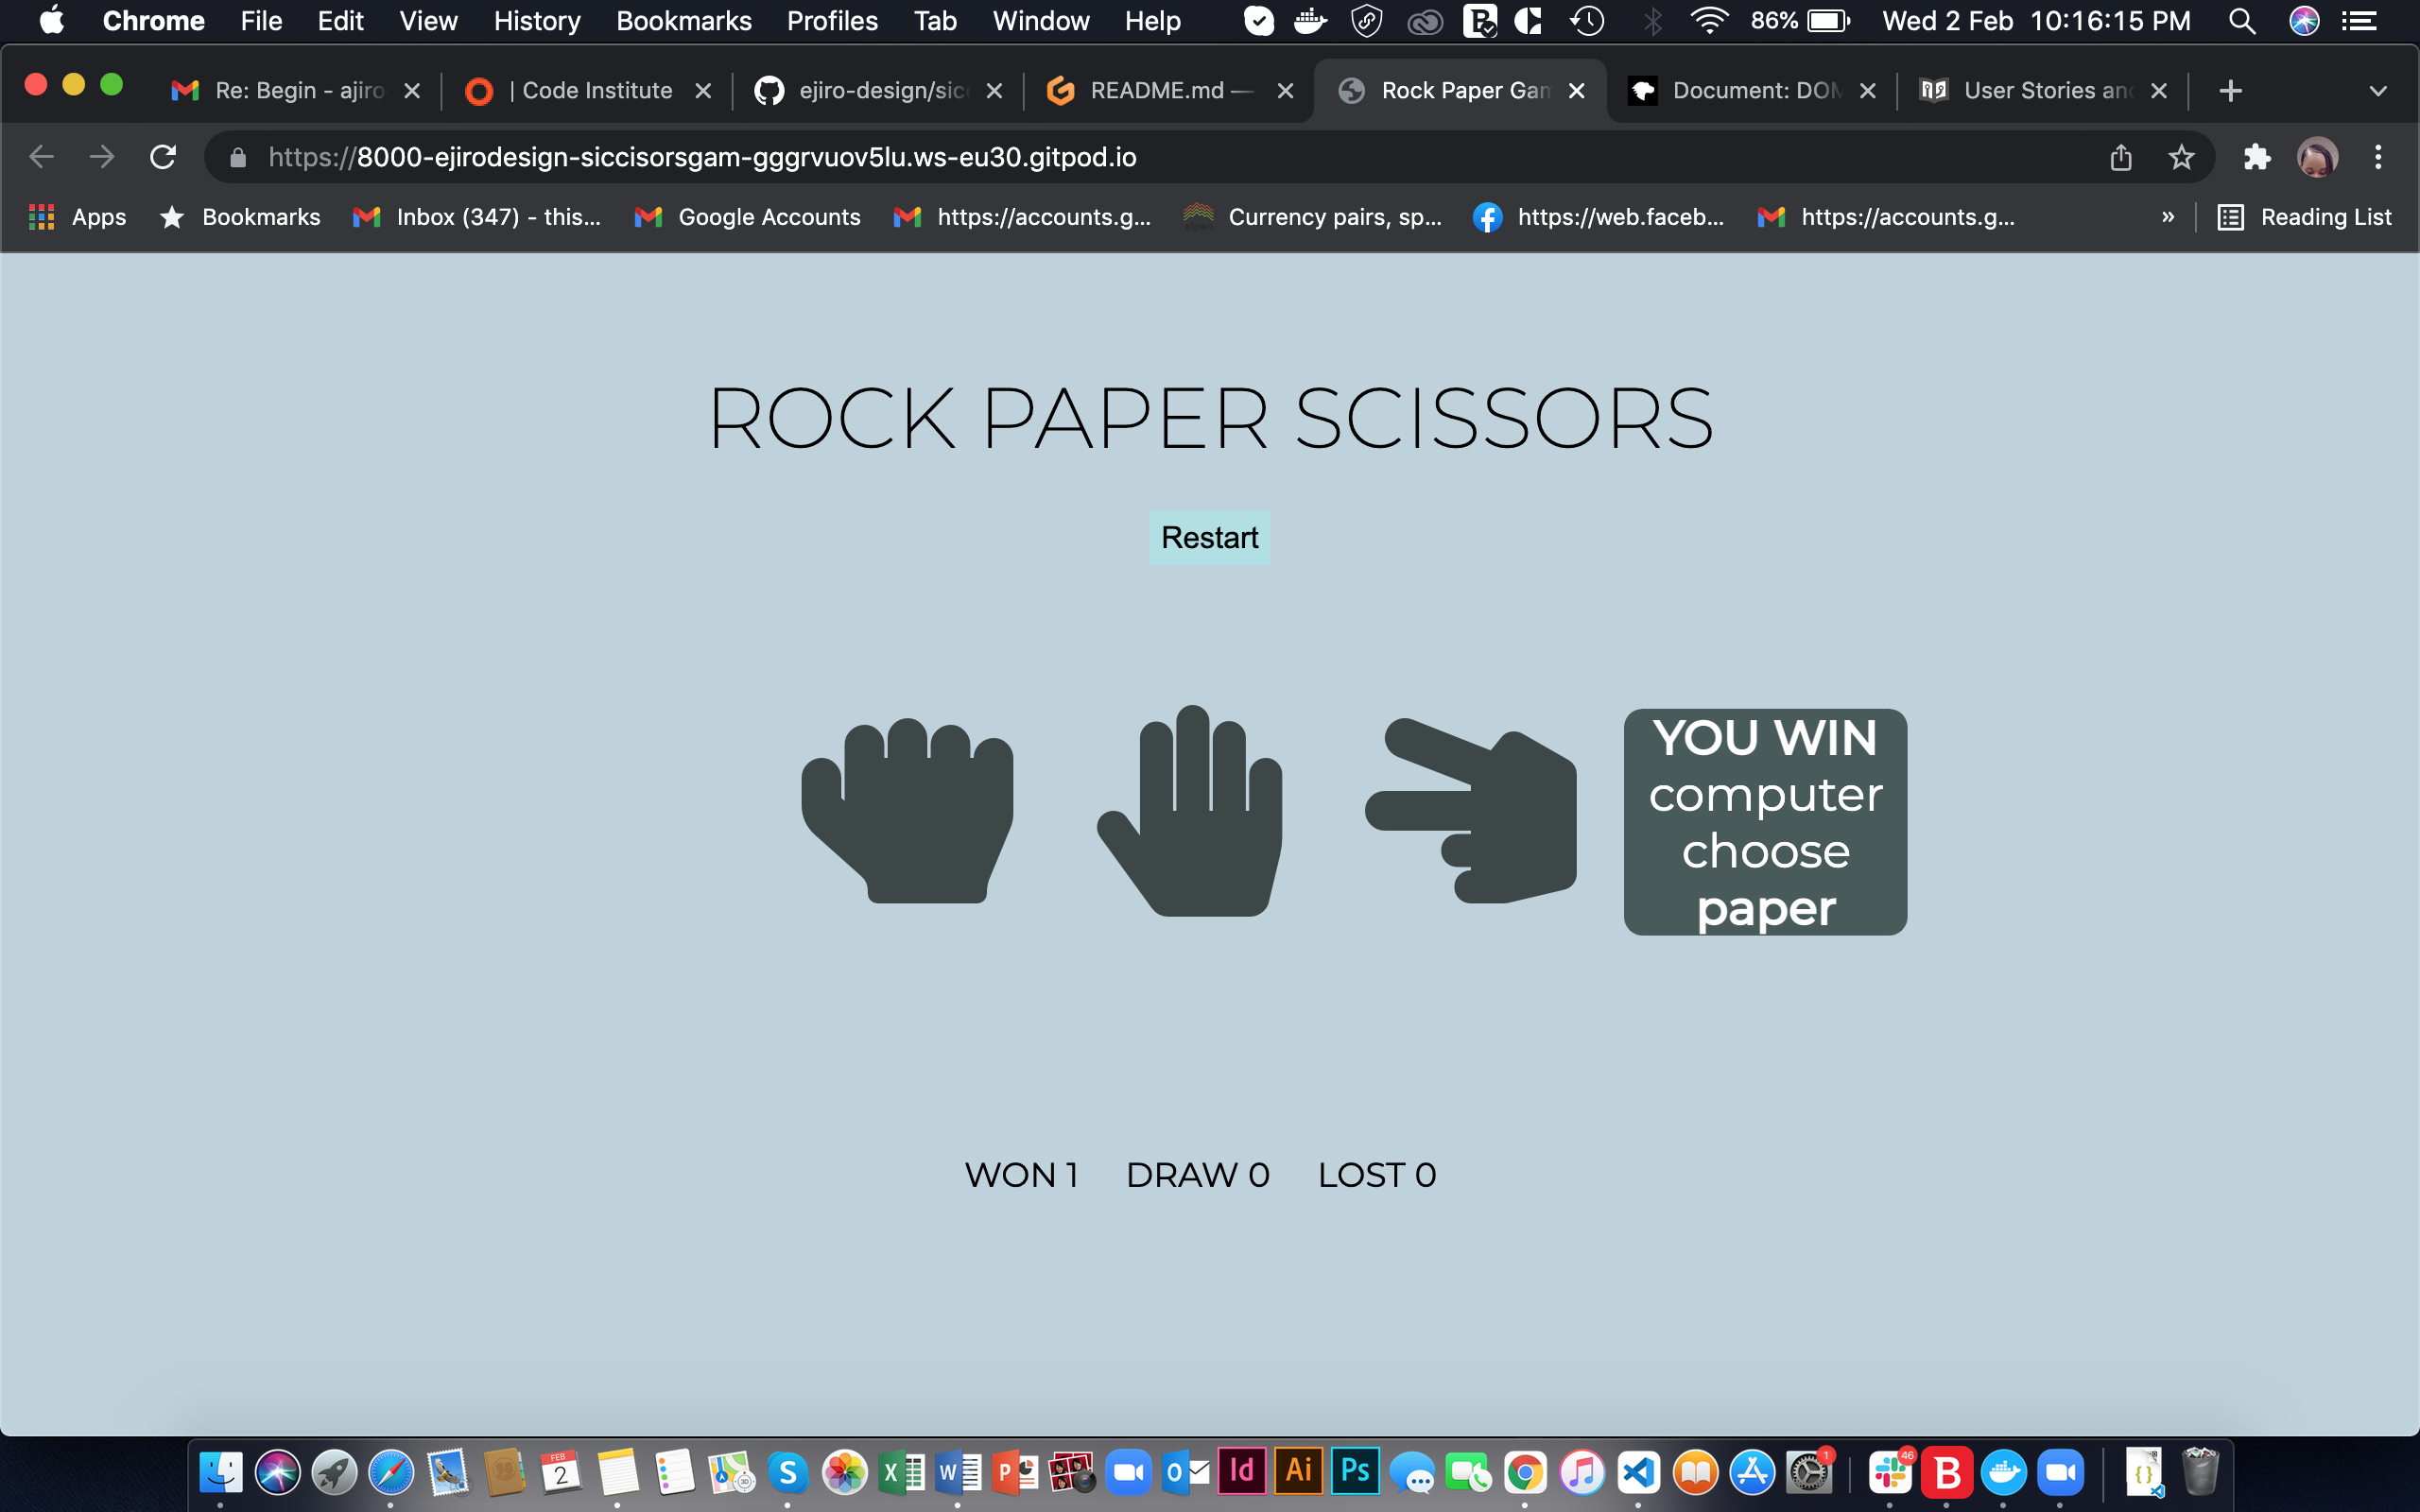 Chrome File Edit View History Bookmarks Profiles Tab Window Help 86% Wed 2 Feb 10:16:15 PM
Re: Begin - ajiro | Code Institute ejiro-design/sicc README.md — Rock Paper Gam Document: DOM User Stories and
https://8000-ejirodesign-siccisorsgam-gggrvuov5lu.ws-eu30.gitpod.io
Apps Bookmarks Inbox (347) - this... Google Accounts https://accounts.g... Currency pairs, sp... https://web.faceb... https://accounts.g... » Reading List
ROCK PAPER SCISSORS
Restart
YOU WIN
computer
choose
paper
WON 1 DRAW 0 LOST 0
FEB
2
S X W P O Id Ai Ps 1 46 B